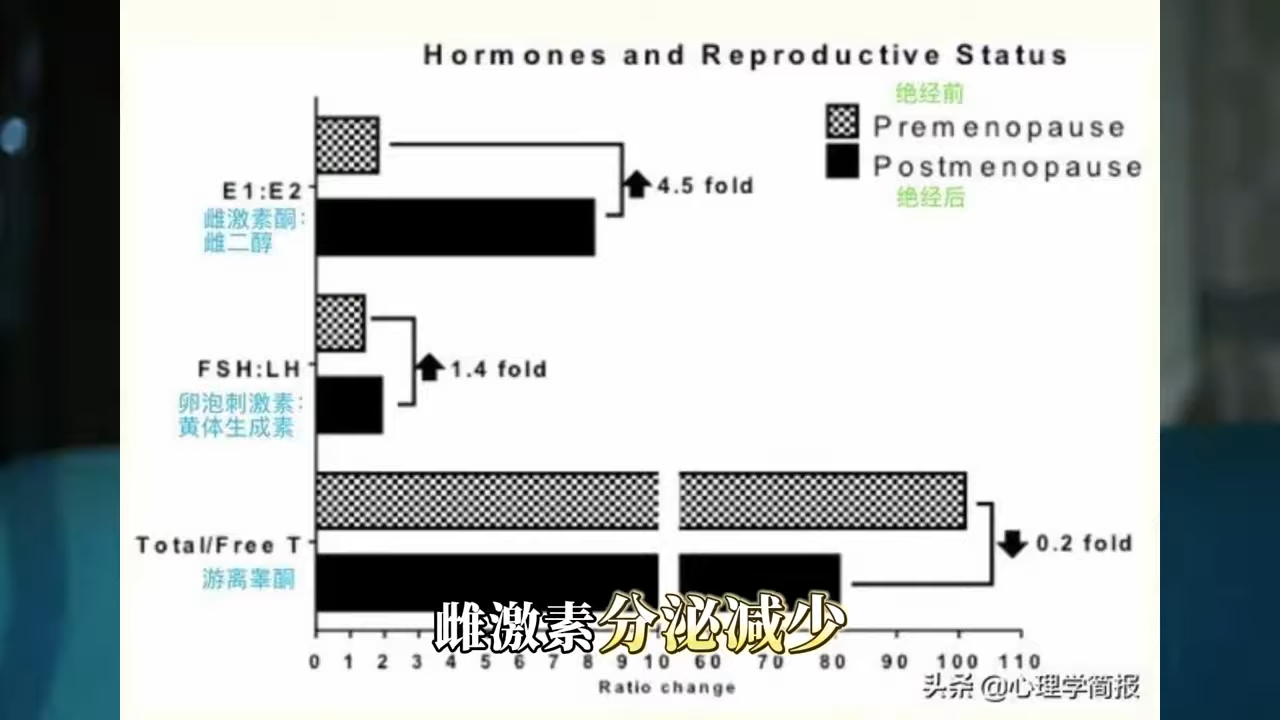 Hormones and Reproductive Status
绝经前
Premenopause
Postmenopause
绝经后
E1:E2
雌激素酮:
雌二醇
4.5 fold
FSH:LH
卵泡刺激素:
黄体生成素
1.4 fold
Total/Free T
游离睾酮
0.2 fold
雌激素分泌减少
0 1 2 3 4 5 6 7 8 9 10 60 70 80 90 100 110
Ratio change
头条 @心理学简报